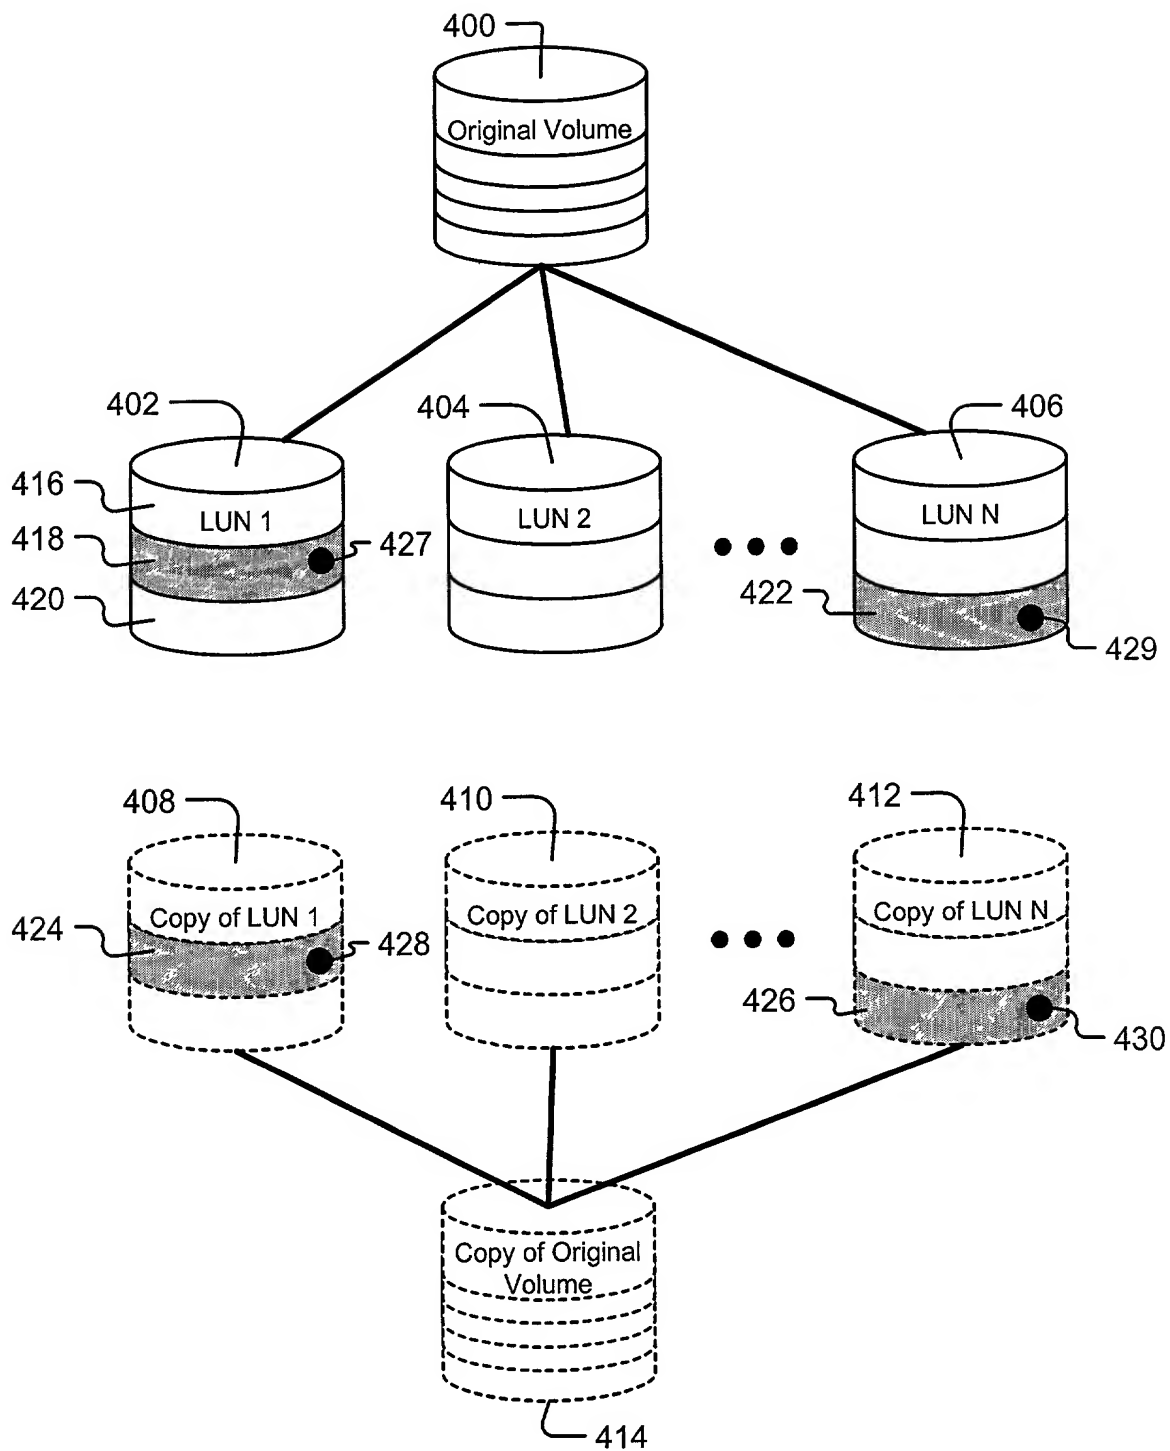 400
Original Volume
402
404
406
416
LUN 1
LUN 2
LUN N
418
427
420
422
429
408
410
412
Copy of LUN 1
Copy of LUN 2
Copy of LUN N
424
428
426
430
Copy of Original
Volume
414